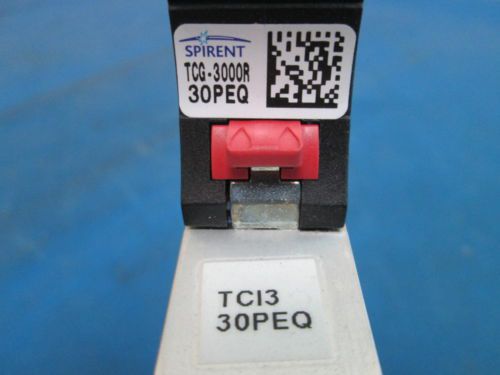 SPIRENT
TCG-3000R
30PEQ
TCI3
30PEQ